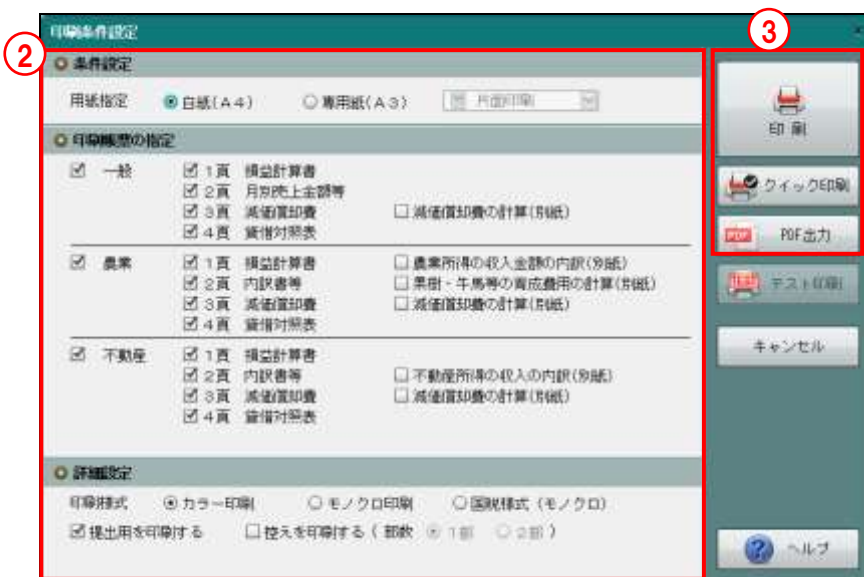 印刷条件設定
×
②
③
条件設定
用紙指定 白紙(A4) 専用紙(A3) 片面印刷
印刷帳票の指定
一般 1頁 損益計算書
2頁 月別売上金額等
3頁 減価償却費 減価償却費の計算(別紙)
4頁 貸借対照表
農業 1頁 損益計算書 農業所得の収入金額の内訳(別紙)
2頁 内訳書等 果樹・牛馬等の育成費用の計算(別紙)
3頁 減価償却費 減価償却費の計算(別紙)
4頁 貸借対照表
不動産 1頁 損益計算書
2頁 内訳書等 不動産所得の収入の内訳(別紙)
3頁 減価償却費 減価償却費の計算(別紙)
4頁 貸借対照表
詳細設定
印刷様式 カラー印刷 モノクロ印刷 国税様式(モノクロ)
提出用を印刷する 控えを印刷する(部数 1部 2部)
印刷
クイック印刷
PDF PDF出力
テスト印刷
キャンセル
? ヘルプ